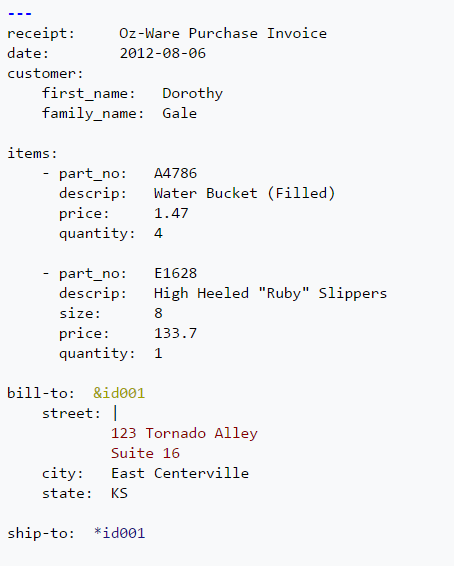 ---
receipt:     Oz-Ware Purchase Invoice
date:        2012-08-06
customer:
    first_name:   Dorothy
    family_name:  Gale

items:
    - part_no:   A4786
      descrip:   Water Bucket (Filled)
      price:     1.47
      quantity:  4

    - part_no:   E1628
      descrip:   High Heeled "Ruby" Slippers
      size:      8
      price:     133.7
      quantity:  1

bill-to:  &id001
    street: |
            123 Tornado Alley
            Suite 16
    city:   East Centerville
    state:  KS

ship-to:  *id001